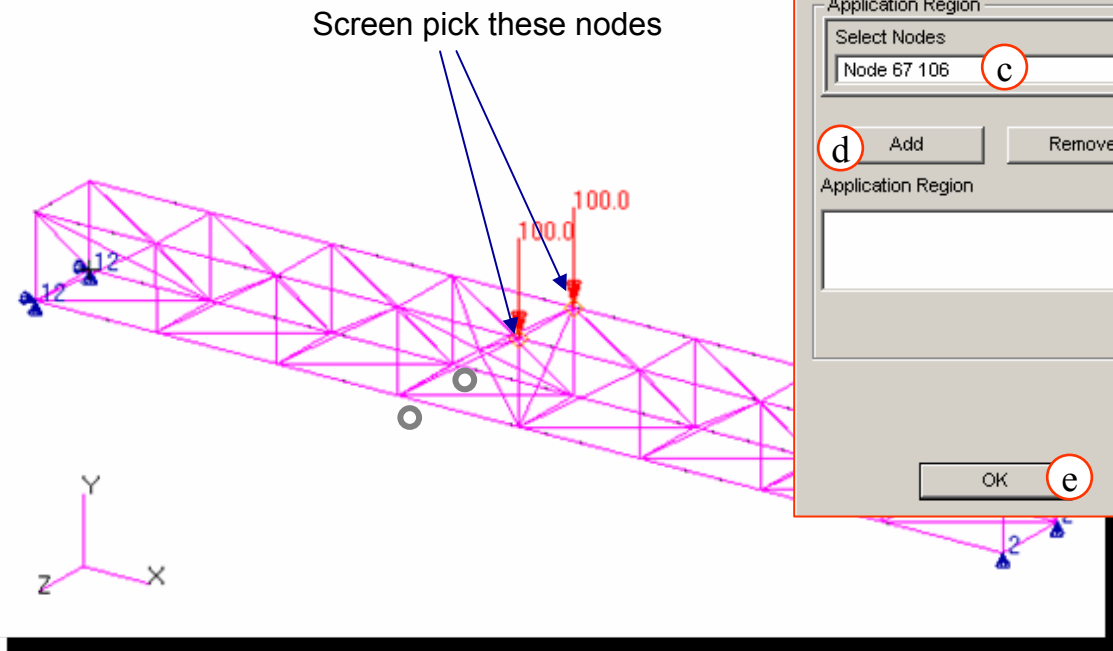 Screen pick these nodes
Application Region
Select Nodes
Node 67 106
c
d
Add
Remove
Application Region
100.0
100.0
12
12
OK
e
2
Y
Z
X